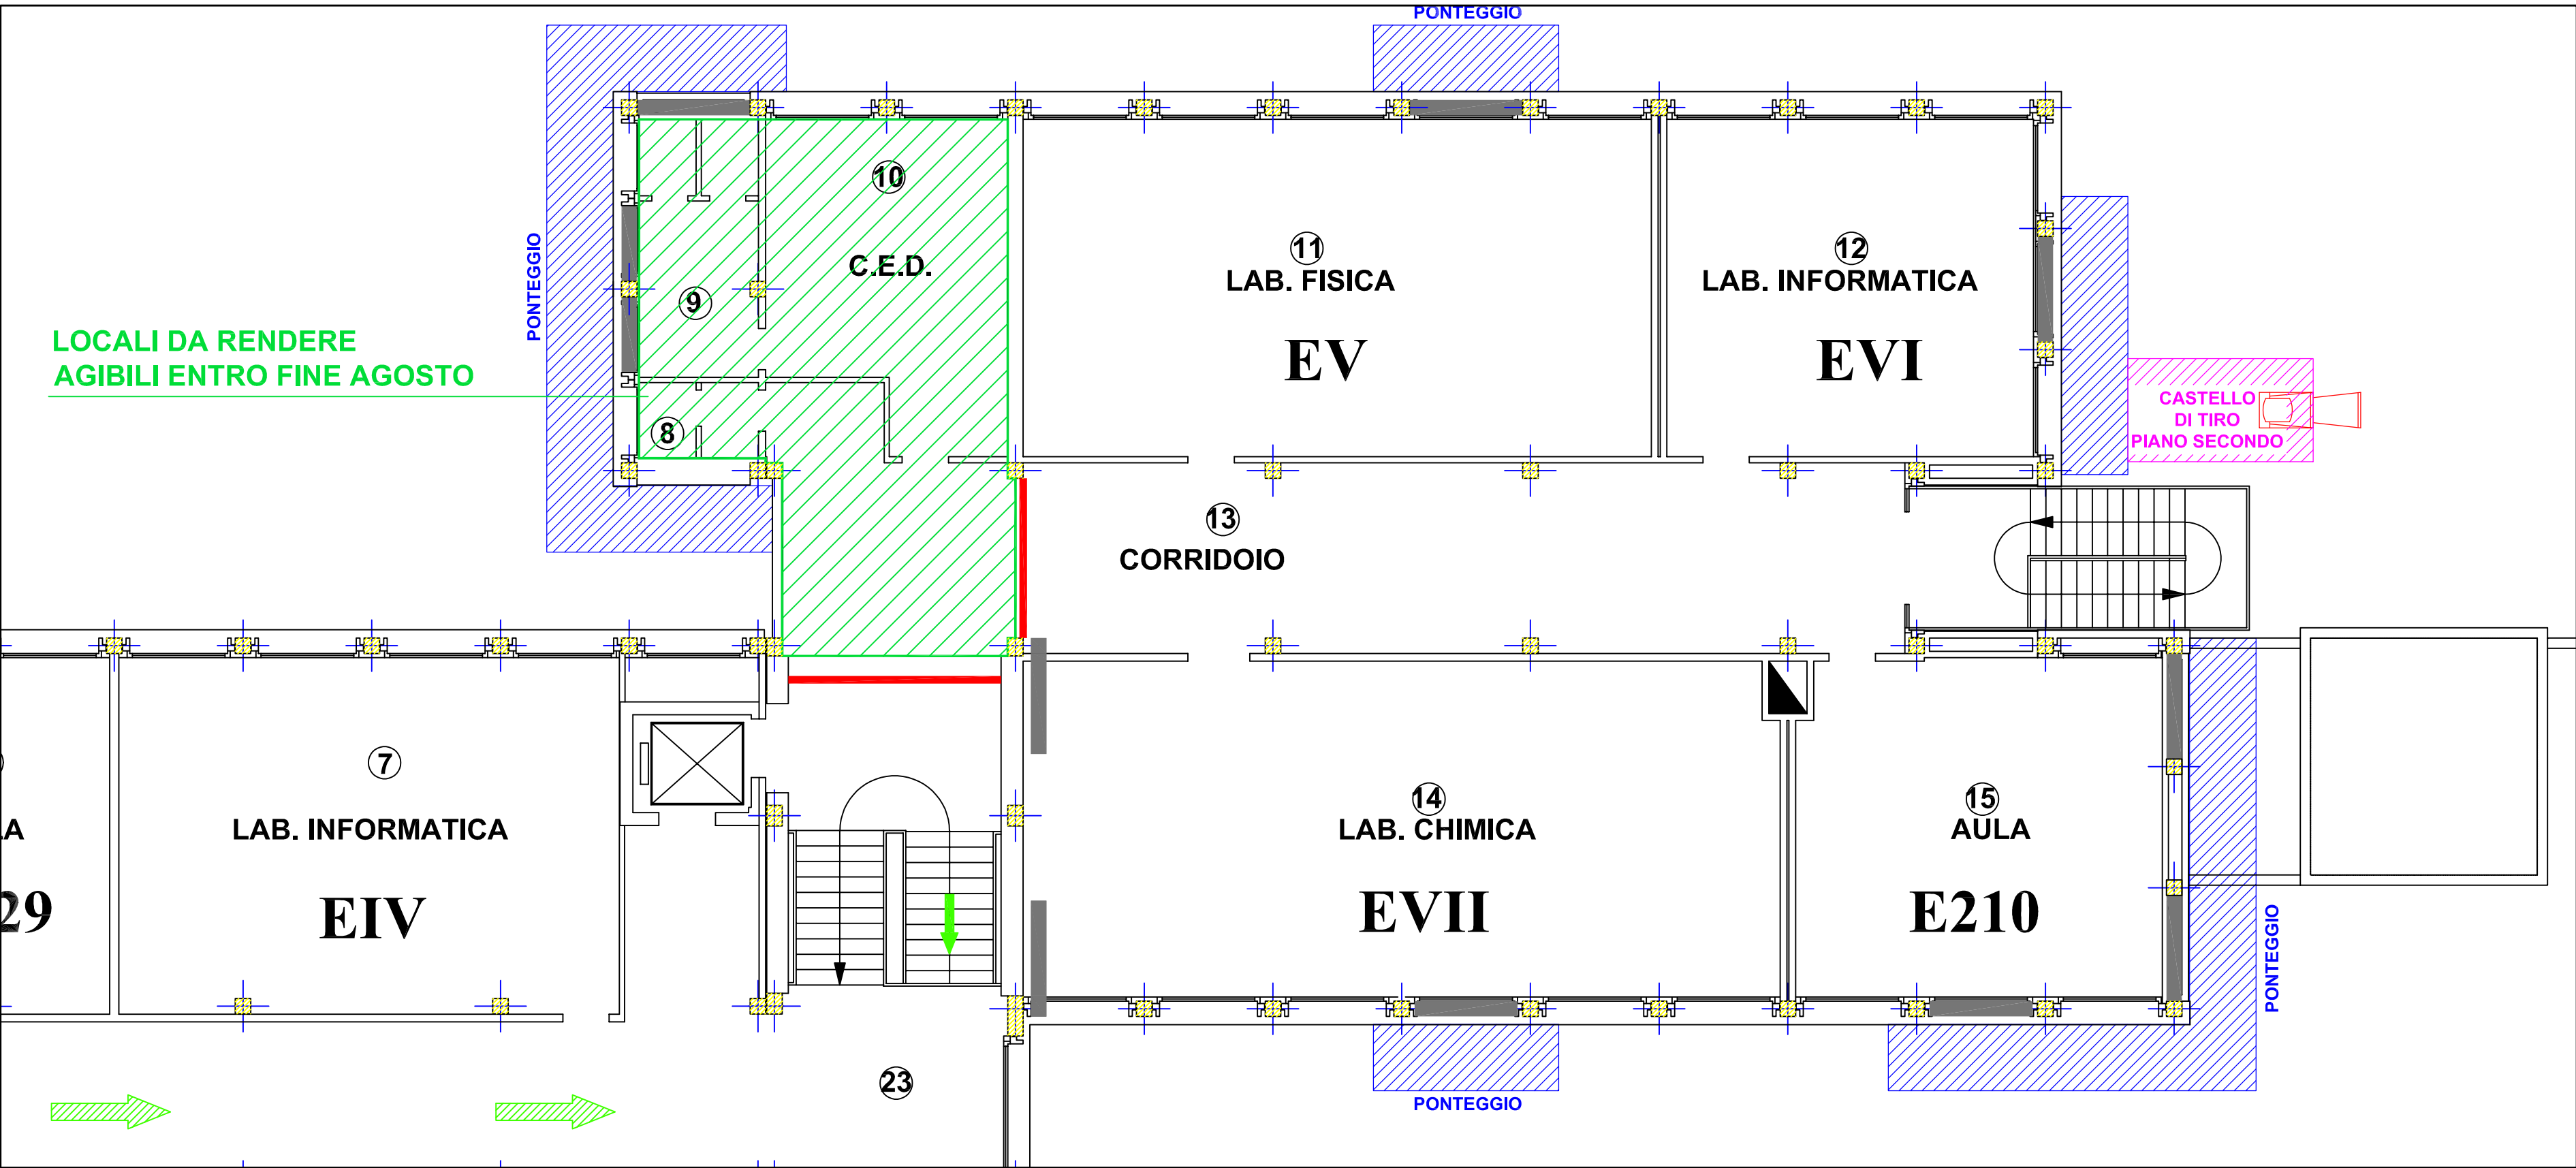 PONTEGGIO
10
C.E.D.
11
LAB. FISICA
EV
12
LAB. INFORMATICA
EVI
PONTEGGIO
9
LOCALI DA RENDERE
AGIBILI ENTRO FINE AGOSTO
8
CASTELLO
DI TIRO
PIANO SECONDO
13
CORRIDOIO
7
LAB. INFORMATICA
EIV
A
29
14
LAB. CHIMICA
EVII
15
AULA
E210
PONTEGGIO
23
PONTEGGIO